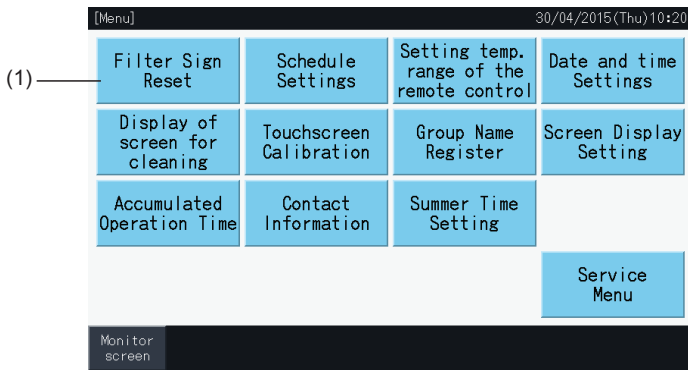 [Menu] 30/04/2015(Thu)10:20
(1)
Filter Sign
Reset
Schedule
Settings
Setting temp.
range of the
remote control
Date and time
Settings
Display of
screen for
cleaning
Touchscreen
Calibration
Group Name
Register
Screen Display
Setting
Accumulated
Operation Time
Contact
Information
Summer Time
Setting
Service
Menu
Monitor
screen